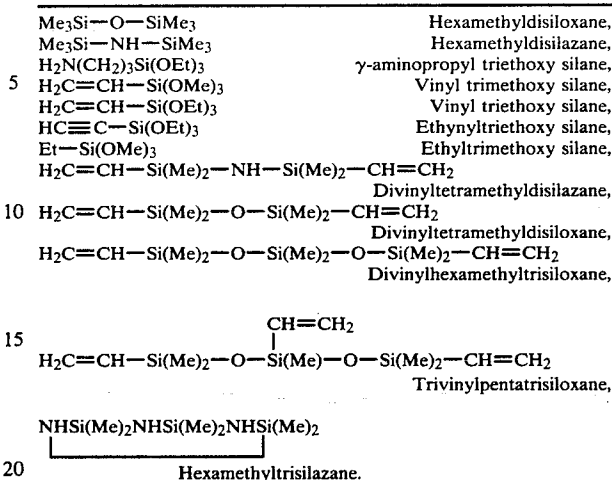 Me3Si—O—SiMe3 Hexamethyldisiloxane,
Me3Si—NH—SiMe3 Hexamethyldisilazane,
H2N(CH2)3Si(OEt)3 γ-aminopropyl triethoxy silane,
5 H2C=CH—Si(OMe)3 Vinyl trimethoxy silane,
H2C=CH—Si(OEt)3 Vinyl triethoxy silane,
HC≡C—Si(OEt)3 Ethynyltriethoxy silane,
Et—Si(OMe)3 Ethyltrimethoxy silane,
H2C=CH—Si(Me)2—NH—Si(Me)2—CH=CH2
Divinyltetramethyldisilazane,
10 H2C=CH—Si(Me)2—O—Si(Me)2—CH=CH2
Divinyltetramethyldisiloxane,
H2C=CH—Si(Me)2—O—Si(Me)2—O—Si(Me)2—CH=CH2
Divinylhexamethyltrisiloxane,
CH=CH2
15
H2C=CH—Si(Me)2—O—Si(Me)—O—Si(Me)2—CH=CH2
Trivinylpentatrisiloxane,
NHSi(Me)2NHSi(Me)2NHSi(Me)2
20 Hexamethyltrisilazane.